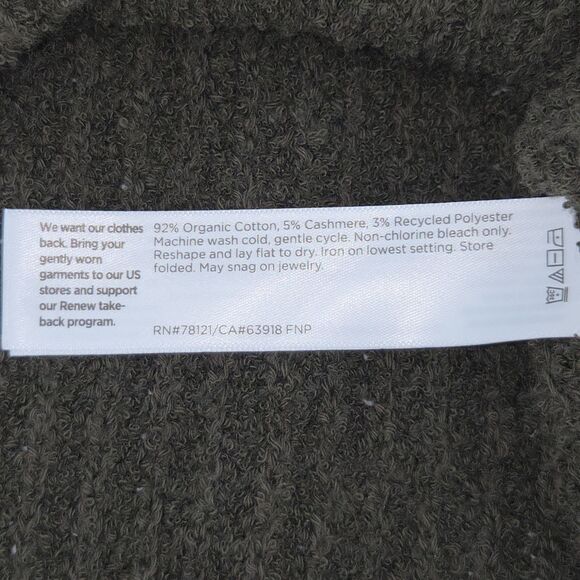 We want our clothes
back. Bring your
gently worn
garments to our US
stores and support
our Renew take-
back program.
92% Organic Cotton, 5% Cashmere, 3% Recycled Polyester
Machine wash cold, gentle cycle. Non-chlorine bleach only.
Reshape and lay flat to dry. Iron on lowest setting. Store
folded. May snag on jewelry.
RN#78121/CA#63918 FNP